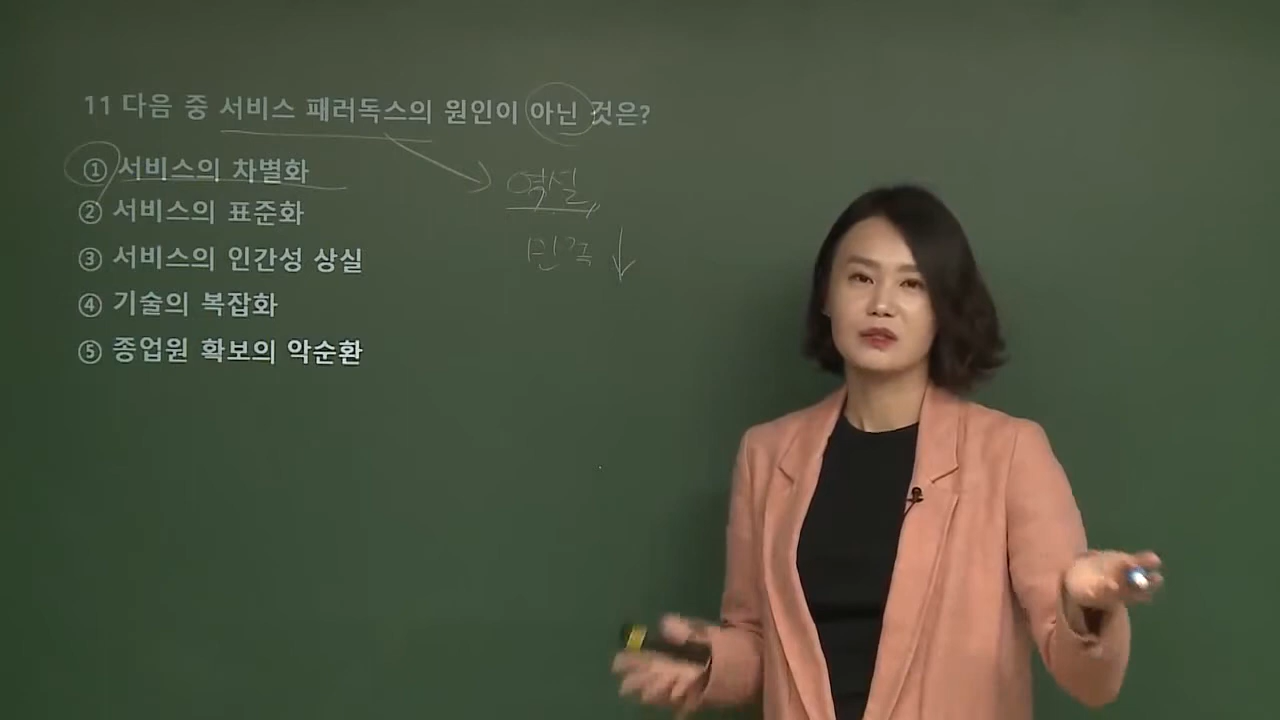 11 다음 중 서비스 패러독스의 원인이 아닌 것은?
① 서비스의 차별화
② 서비스의 표준화
③ 서비스의 인간성 상실
④ 기술의 복잡화
⑤ 종업원 확보의 악순환
역설
만족 ↓